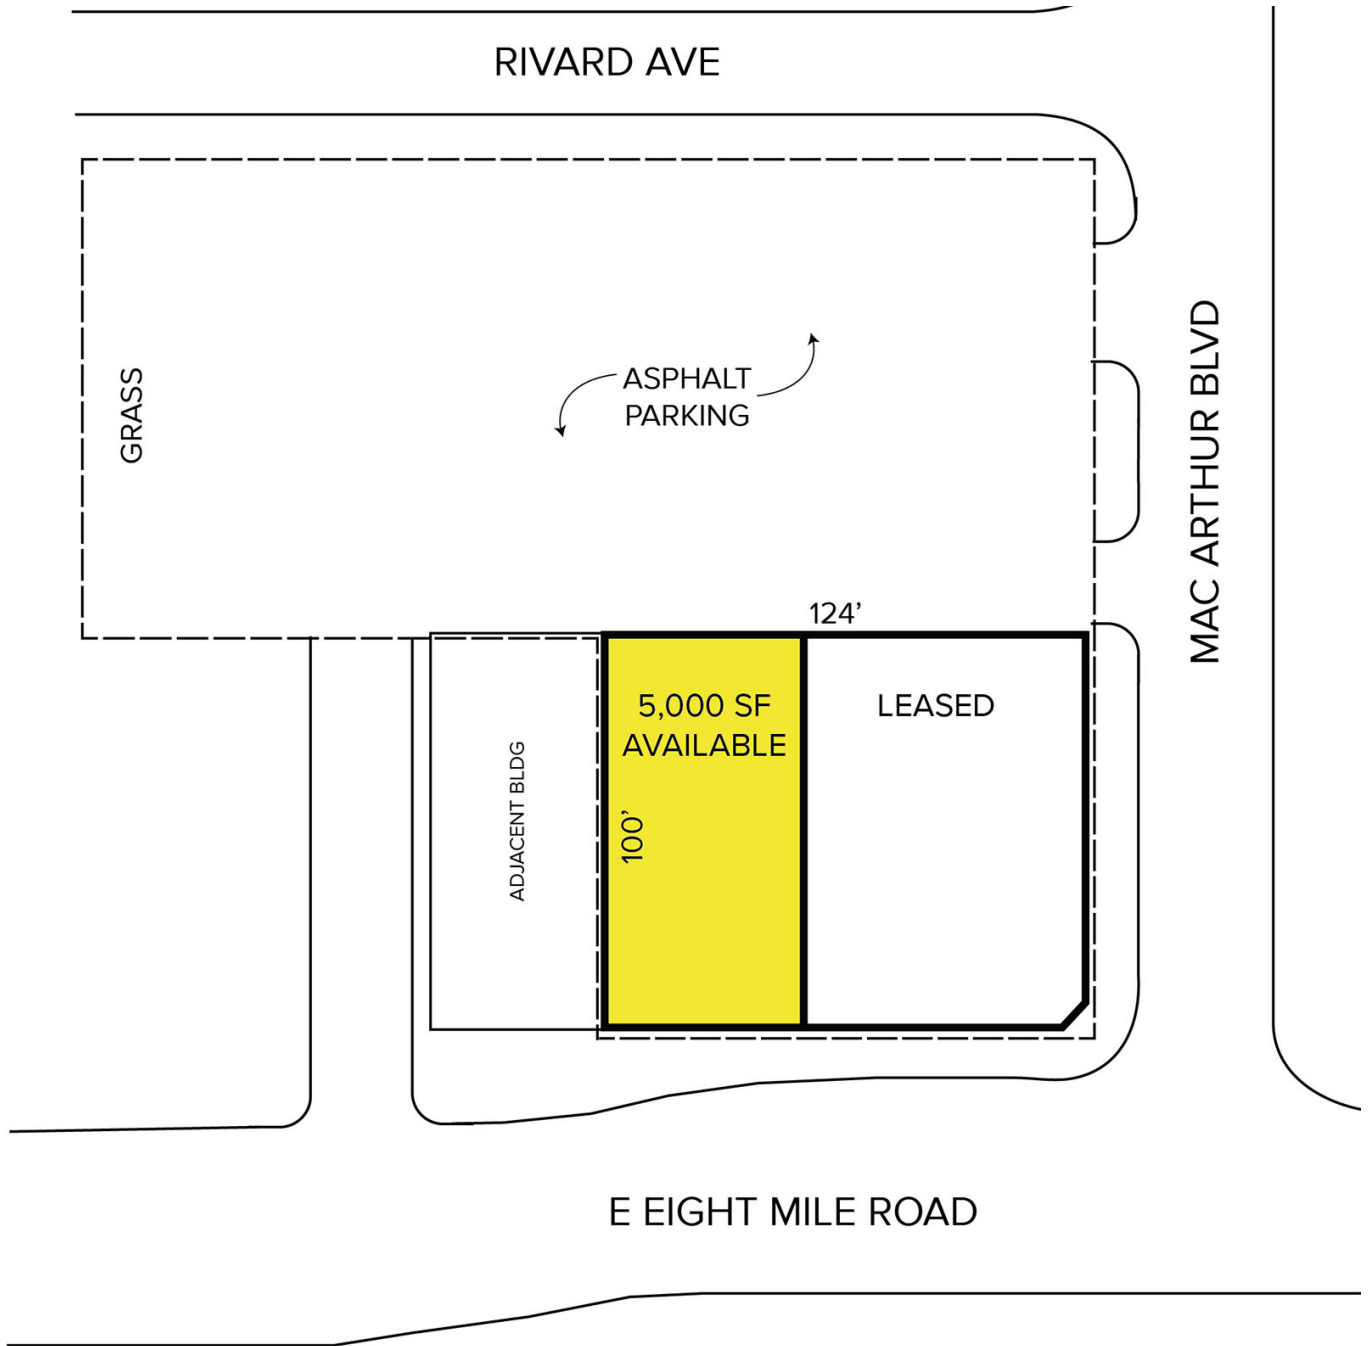 RIVARD AVE
GRASS
ASPHALT
PARKING
MAC ARTHUR BLVD
124’
5,000 SF
AVAILABLE
LEASED
100’
ADJACENT BLDG
E EIGHT MILE ROAD